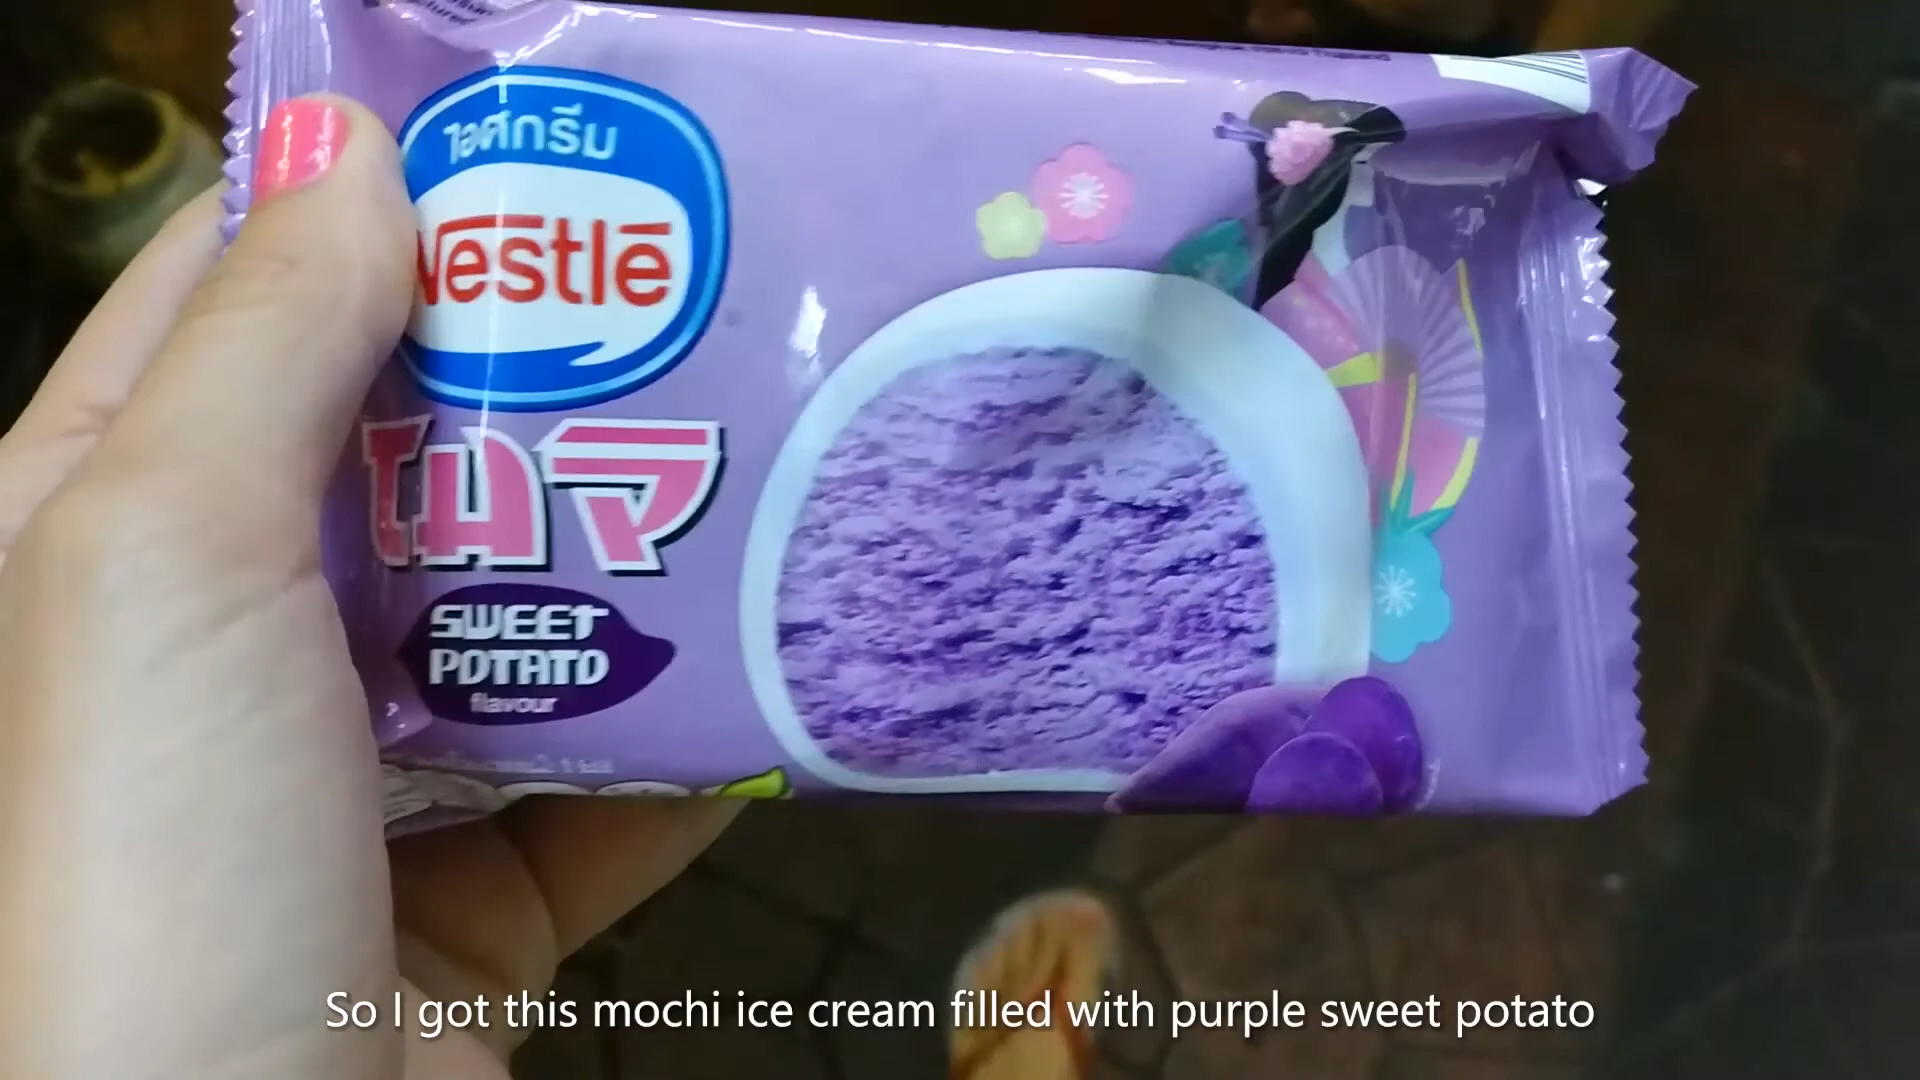 ไอศกรีม
Nestlé
โมจิ
SWEET
POTATO
flavour
So I got this mochi ice cream filled with purple sweet potato